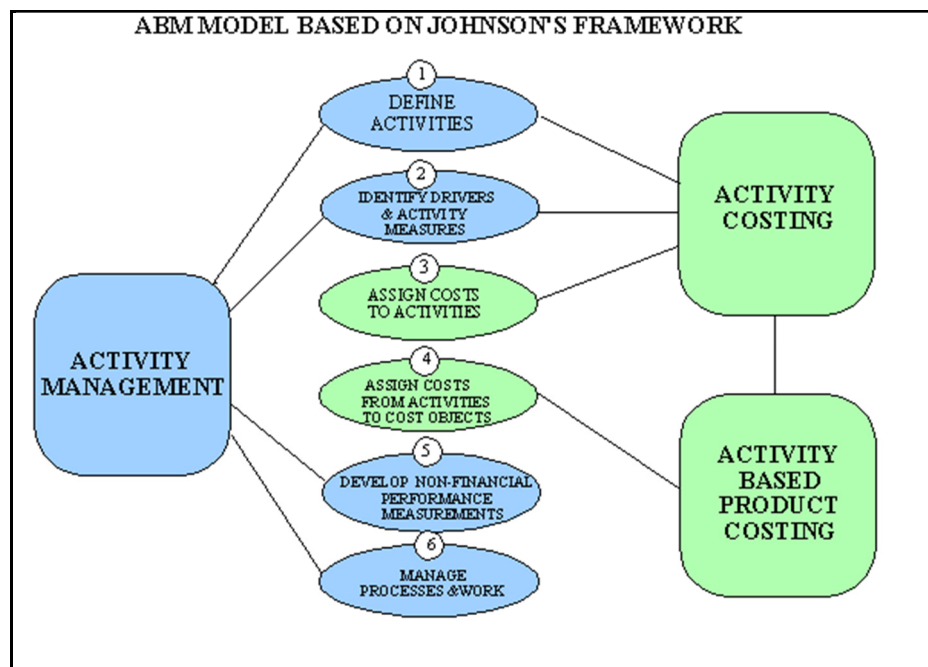 ABM MODEL BASED ON JOHNSON'S FRAMEWORK
1
DEFINE
ACTIVITIES
2
IDENTIFY DRIVERS
& ACTIVITY
MEASURES
3
ASSIGN COSTS
TO ACTIVITIES
4
ASSIGN COSTS
FROM ACTIVITIES
TO COST OBJECTS
5
DEVELOP NON-FINANCIAL
PERFORMANCE
MEASUREMENTS
6
MANAGE
PROCESSES &WORK
ACTIVITY
MANAGEMENT
ACTIVITY
COSTING
ACTIVITY
BASED
PRODUCT
COSTING